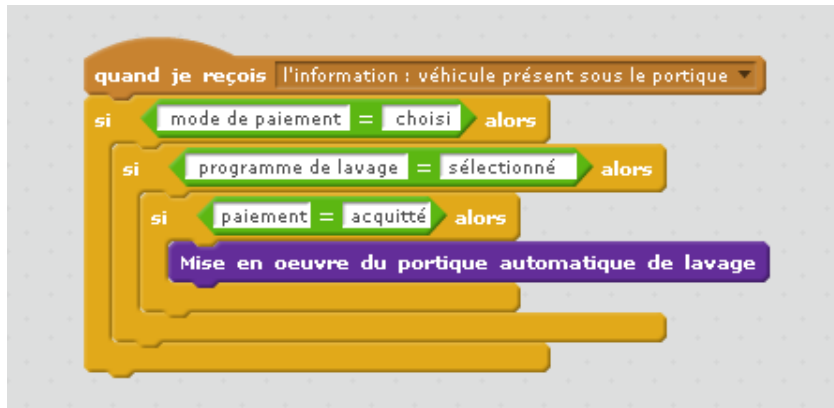 quand je reçois l'information : véhicule présent sous le portique
si mode de paiement = choisi alors
si programme de lavage = sélectionné alors
si paiement = acquitté alors
Mise en oeuvre du portique automatique de lavage